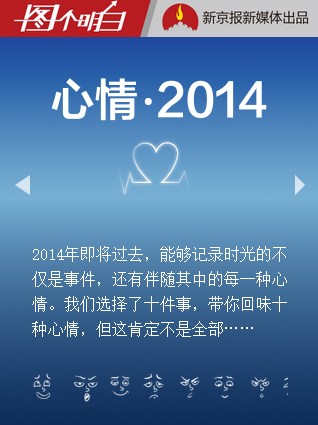 图个明白
新京报新媒体出品
心情·2014
2014年即将过去，能够记录时光的不
仅是事件，还有伴随其中的每一种心
情。我们选择了十件事，带你回味十
种心情，但这肯定不是全部……